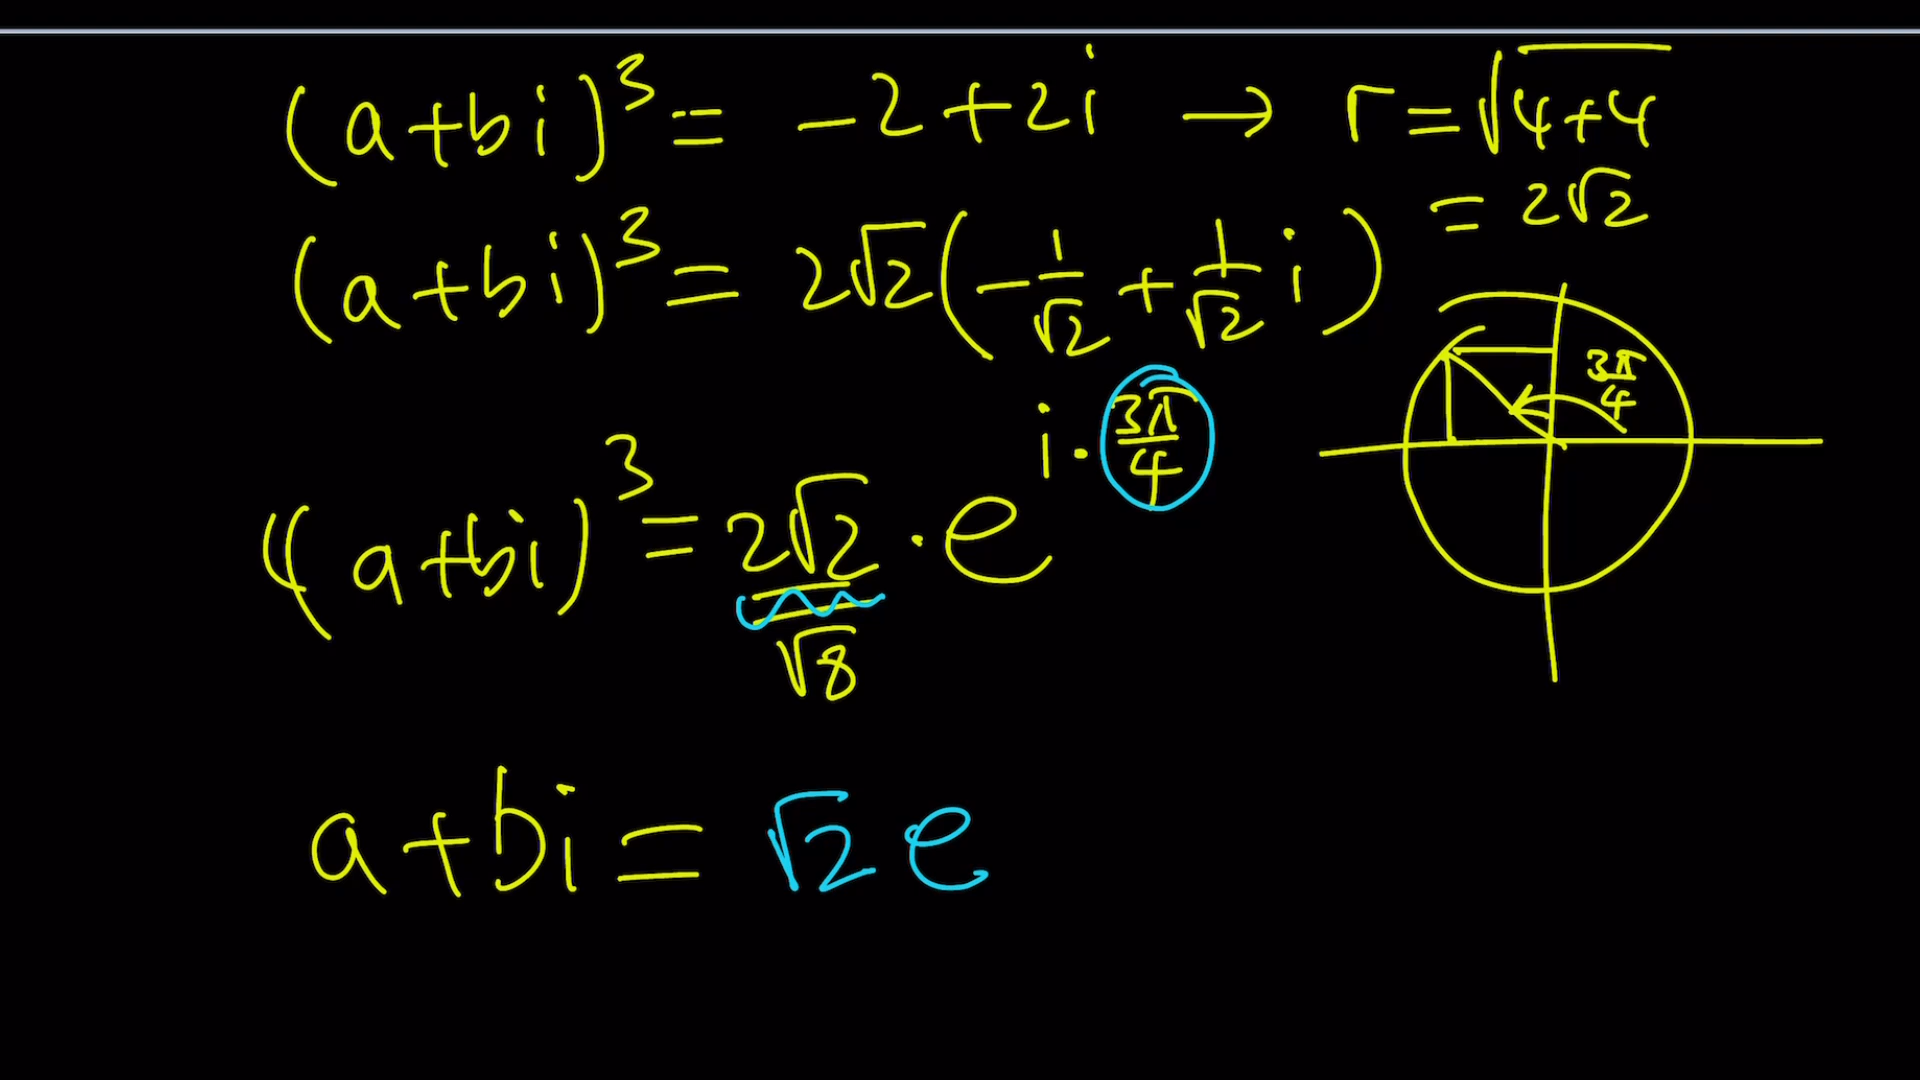 (a+bi)³ = -2+2i → r = √(4+4)
= 2√2
(a+bi)³ = 2√2(-1/√2 + 1/√2 i)
3π/4
((a+bi)³ = 2√2 · e^(i·3π/4)
√8
a+bi = √2 e